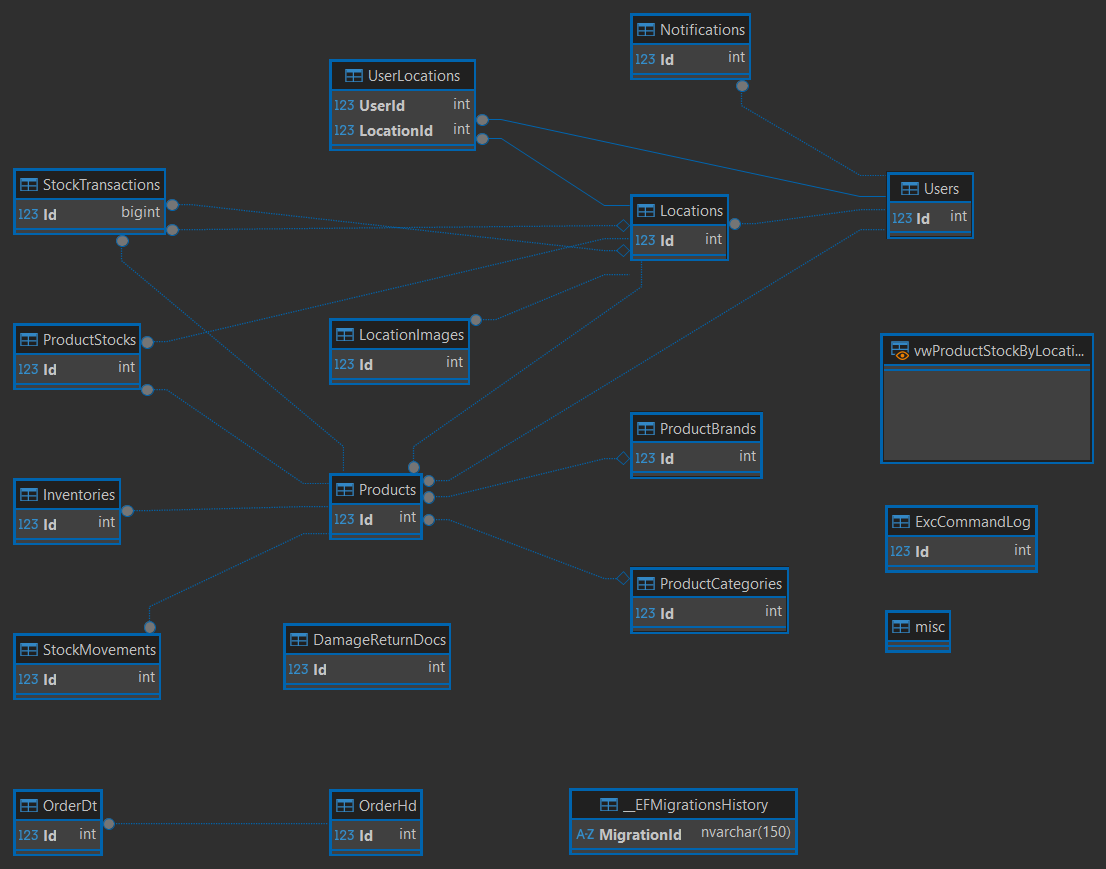 Notifications
123 Id int
UserLocations
123 UserId int
123 LocationId int
StockTransactions
123 Id bigint
Locations
123 Id int
Users
123 Id int
ProductStocks
123 Id int
LocationImages
123 Id int
vwProductStockByLocati...
ProductBrands
123 Id int
Products
123 Id int
Inventories
123 Id int
ExcCommandLog
123 Id int
ProductCategories
123 Id int
misc
StockMovements
123 Id int
DamageReturnDocs
123 Id int
OrderDt
123 Id int
OrderHd
123 Id int
__EFMigrationsHistory
A-Z MigrationId nvarchar(150)